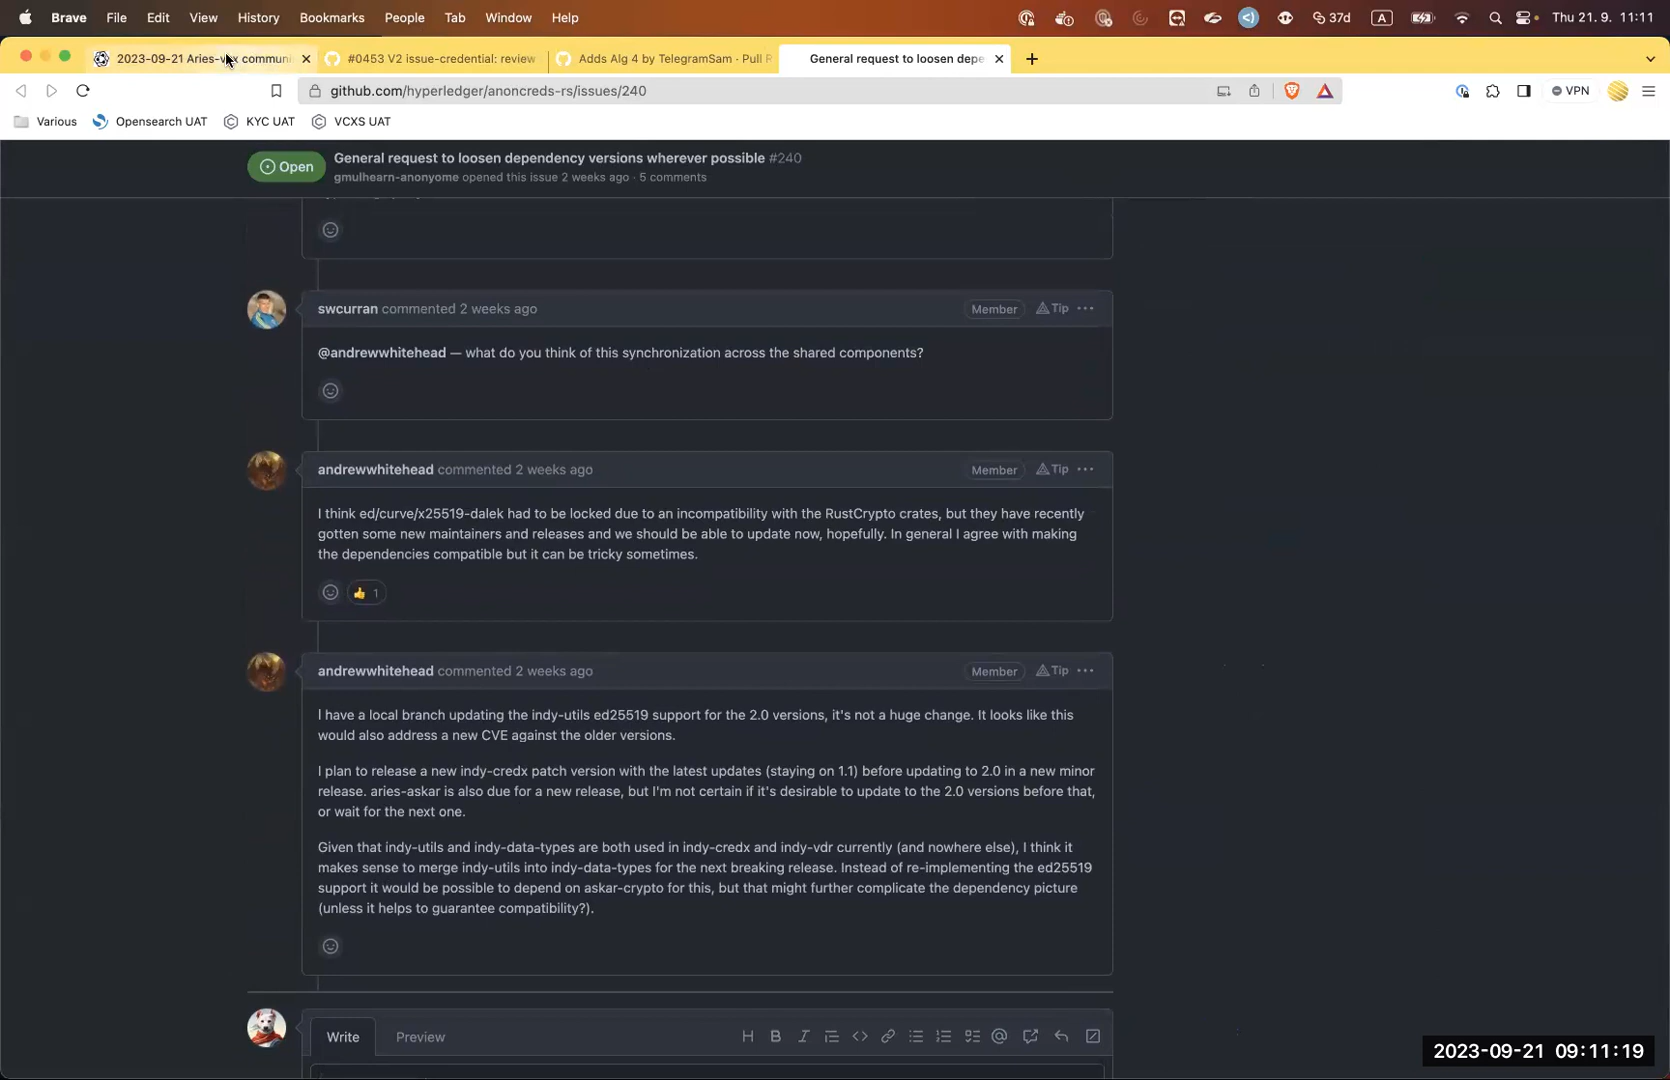 Brave File Edit View History Bookmarks People Tab Window Help 37d A Thu 21. 9. 11:11
2023-09-21 Aries-vcx communi #0453 V2 issue-credential: review Adds Alg 4 by TelegramSam · Pull R General request to loosen depe
github.com/hyperledger/anoncreds-rs/issues/240 VPN
Various Opensearch UAT KYC UAT VCXS UAT
Open General request to loosen dependency versions wherever possible #240
gmulhearn-anonyome opened this issue 2 weeks ago · 5 comments
swcurran commented 2 weeks ago Member Tip ···
@andrewwhitehead — what do you think of this synchronization across the shared components?
andrewwhitehead commented 2 weeks ago Member Tip ···
I think ed/curve/x25519-dalek had to be locked due to an incompatibility with the RustCrypto crates, but they have recently
gotten some new maintainers and releases and we should be able to update now, hopefully. In general I agree with making
the dependencies compatible but it can be tricky sometimes.
1
andrewwhitehead commented 2 weeks ago Member Tip ···
I have a local branch updating the indy-utils ed25519 support for the 2.0 versions, it's not a huge change. It looks like this
would also address a new CVE against the older versions.
I plan to release a new indy-credx patch version with the latest updates (staying on 1.1) before updating to 2.0 in a new minor
release. aries-askar is also due for a new release, but I'm not certain if it's desirable to update to the 2.0 versions before that,
or wait for the next one.
Given that indy-utils and indy-data-types are both used in indy-credx and indy-vdr currently (and nowhere else), I think it
makes sense to merge indy-utils into indy-data-types for the next breaking release. Instead of re-implementing the ed25519
support it would be possible to depend on askar-crypto for this, but that might further complicate the dependency picture
(unless it helps to guarantee compatibility?).
Write Preview H B I
2023-09-21 09:11:19